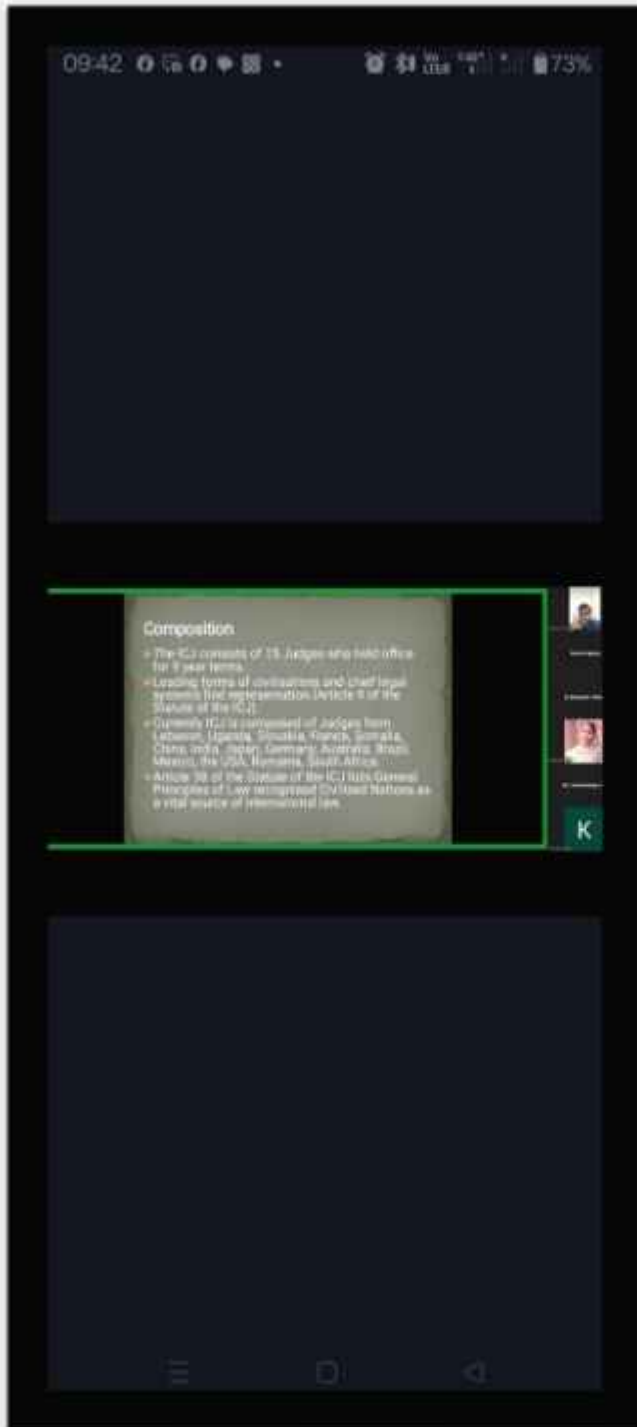 09:42
73%
Composition
The ICJ consists of 15 Judges who hold office
for 9 year terms.
Leading forms of civilisations and chief legal
systems find representation (Article 9 of the
Statute of the ICJ).
Currently ICJ is composed of Judges from
Lebanon, Uganda, Slovakia, France, Somalia,
China, India, Japan, Germany, Australia, Brazil,
Mexico, the USA, Romania, South Africa.
Article 38 of the Statue of the ICJ lists General
Principles of Law recognised Civilised Nations as
a vital source of international law.
K